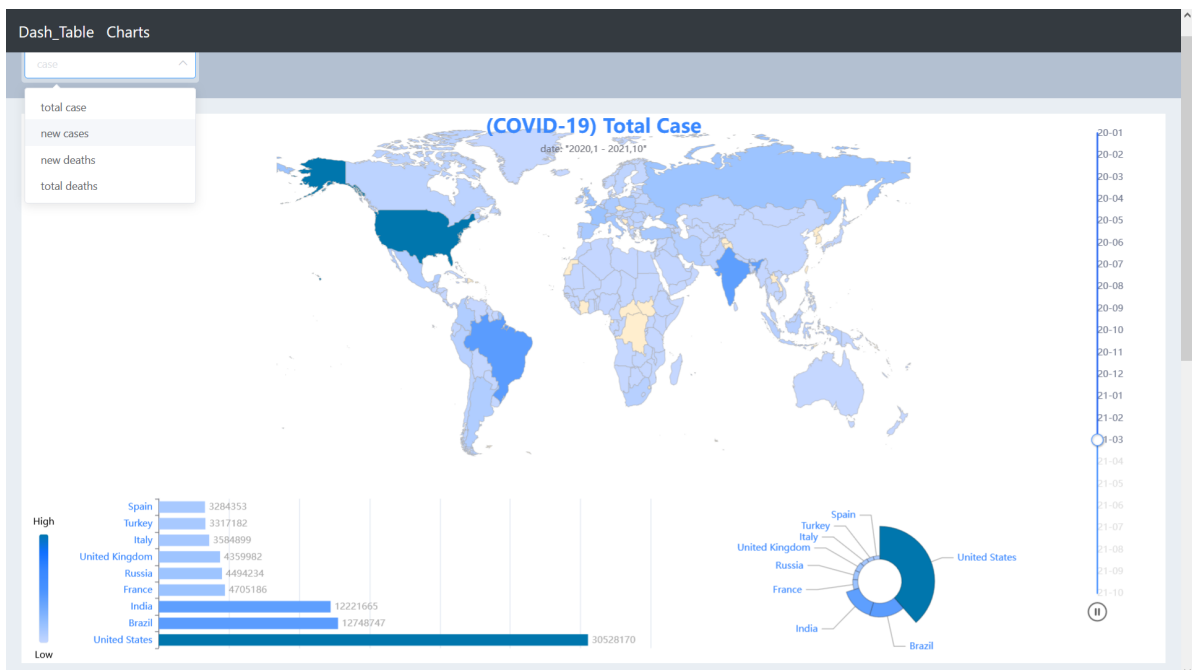 Dash_Table Charts
case
total case
new cases
new deaths
total deaths
(COVID-19) Total Case
date: "2020,1 - 2021,10"
20-01
20-02
20-03
20-04
20-05
20-06
20-07
20-08
20-09
20-10
20-11
20-12
21-01
21-02
1-03
21-04
21-05
21-06
21-07
21-08
21-09
21-10
High
Low
Spain 3284353
Turkey 3317182
Italy 3584899
United Kingdom 4359982
Russia 4494234
France 4705186
India 12221665
Brazil 12748747
United States 30528170
Spain
Turkey
Italy
United Kingdom
Russia
France
India
Brazil
United States